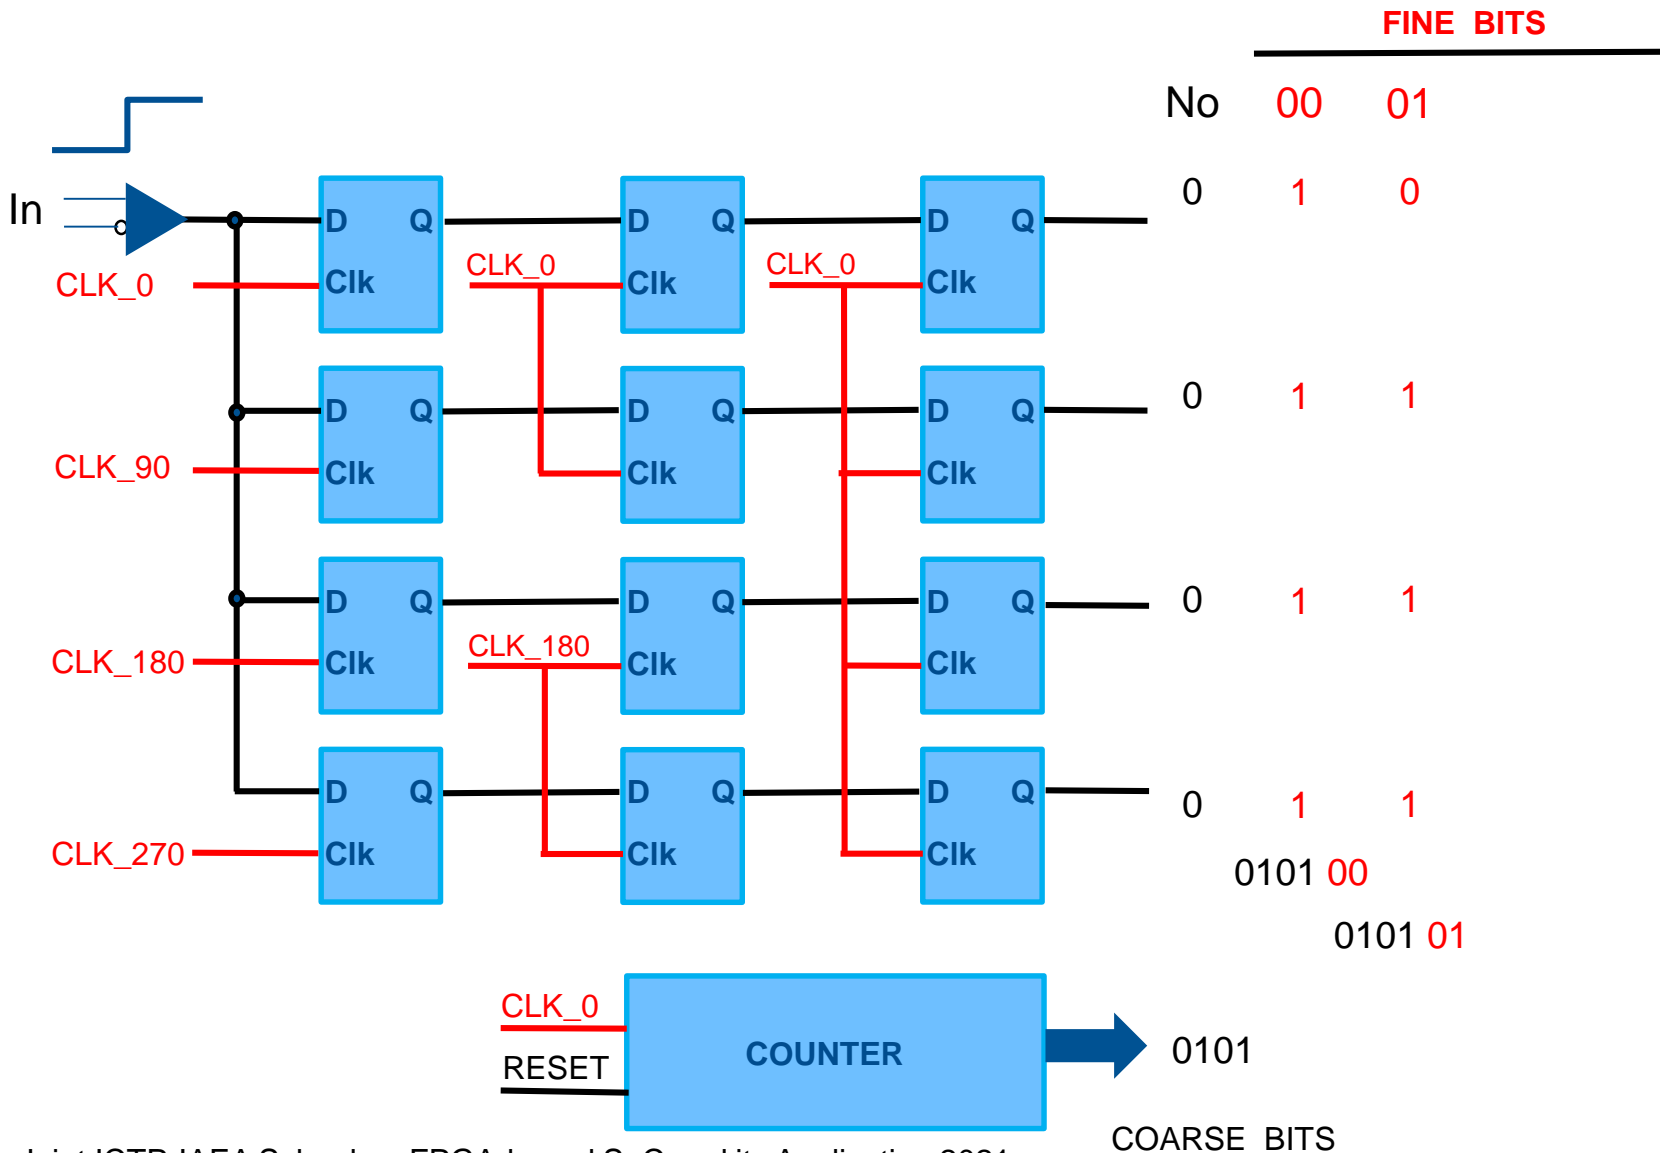 FINE BITS
No 00 01
In
D Q D Q D Q 0 1 0
CLK_0 Clk CLK_0 Clk CLK_0 Clk
D Q D Q D Q 0 1 1
CLK_90 Clk Clk Clk
D Q D Q D Q 0 1 1
CLK_180 Clk CLK_180 Clk Clk
D Q D Q D Q 0 1 1
CLK_270 Clk Clk Clk
0101 00
0101 01
CLK_0
RESET
COUNTER
0101
COARSE BITS